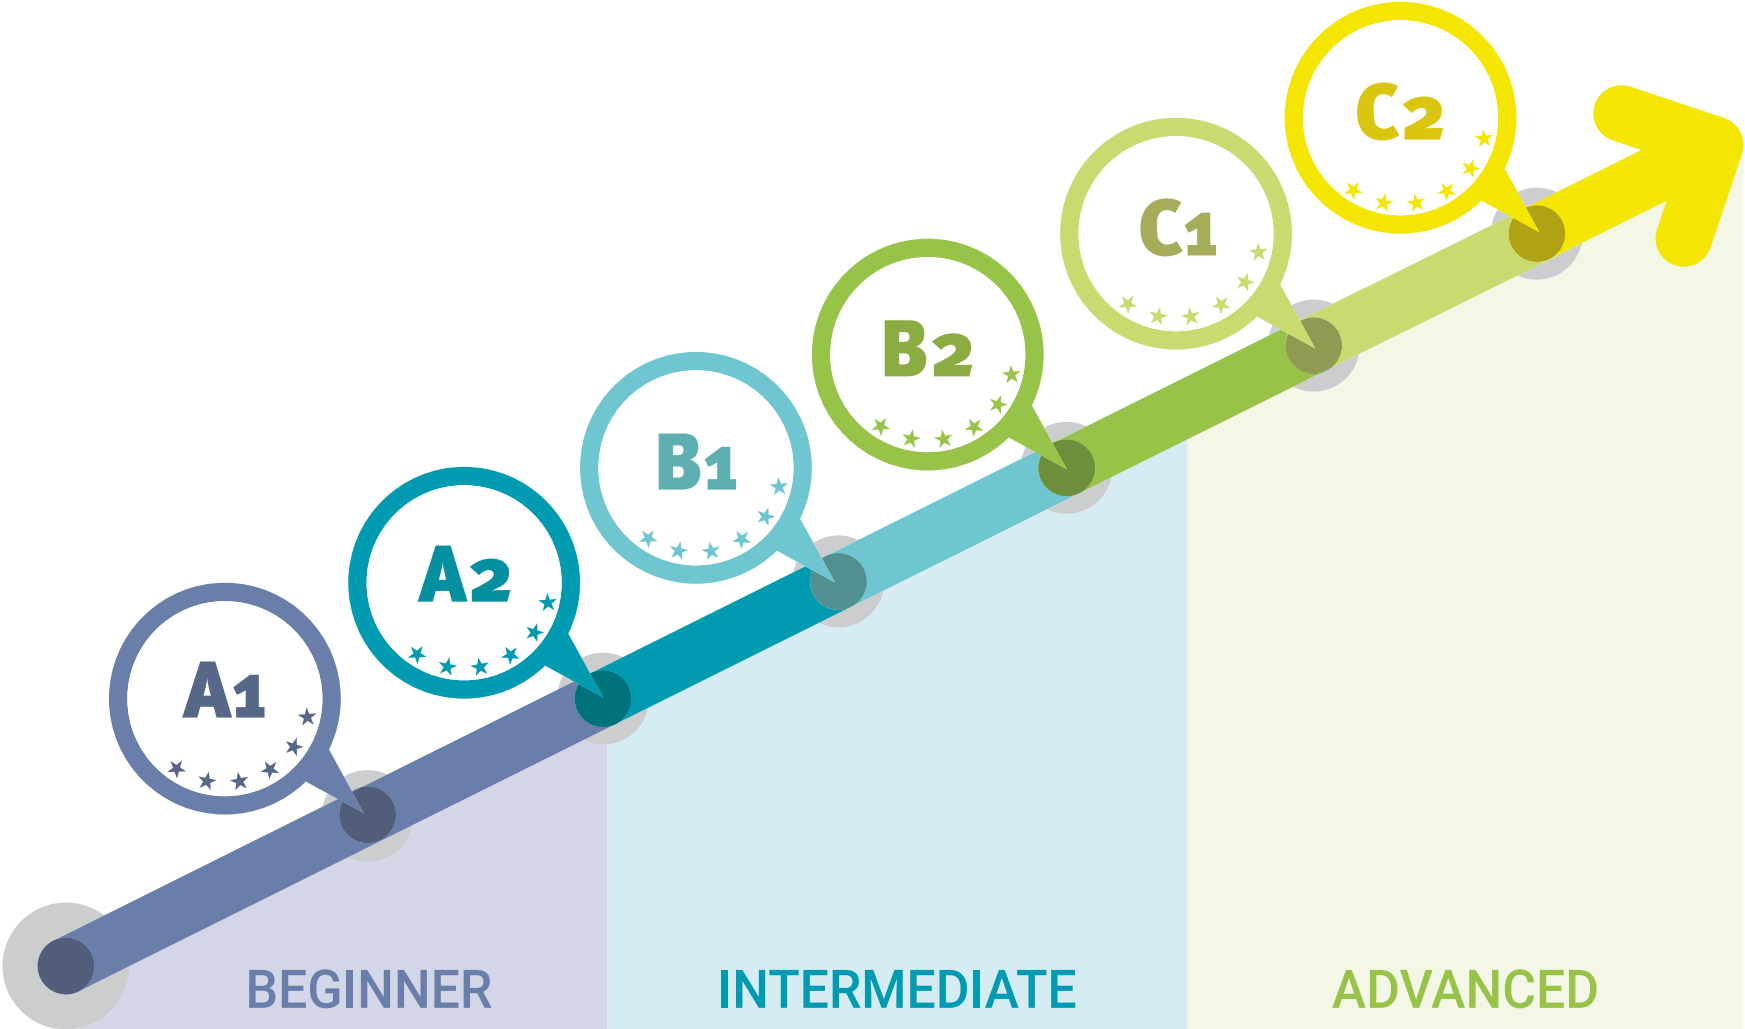 C2
C1
B2
B1
A2
A1
BEGINNER
INTERMEDIATE
ADVANCED